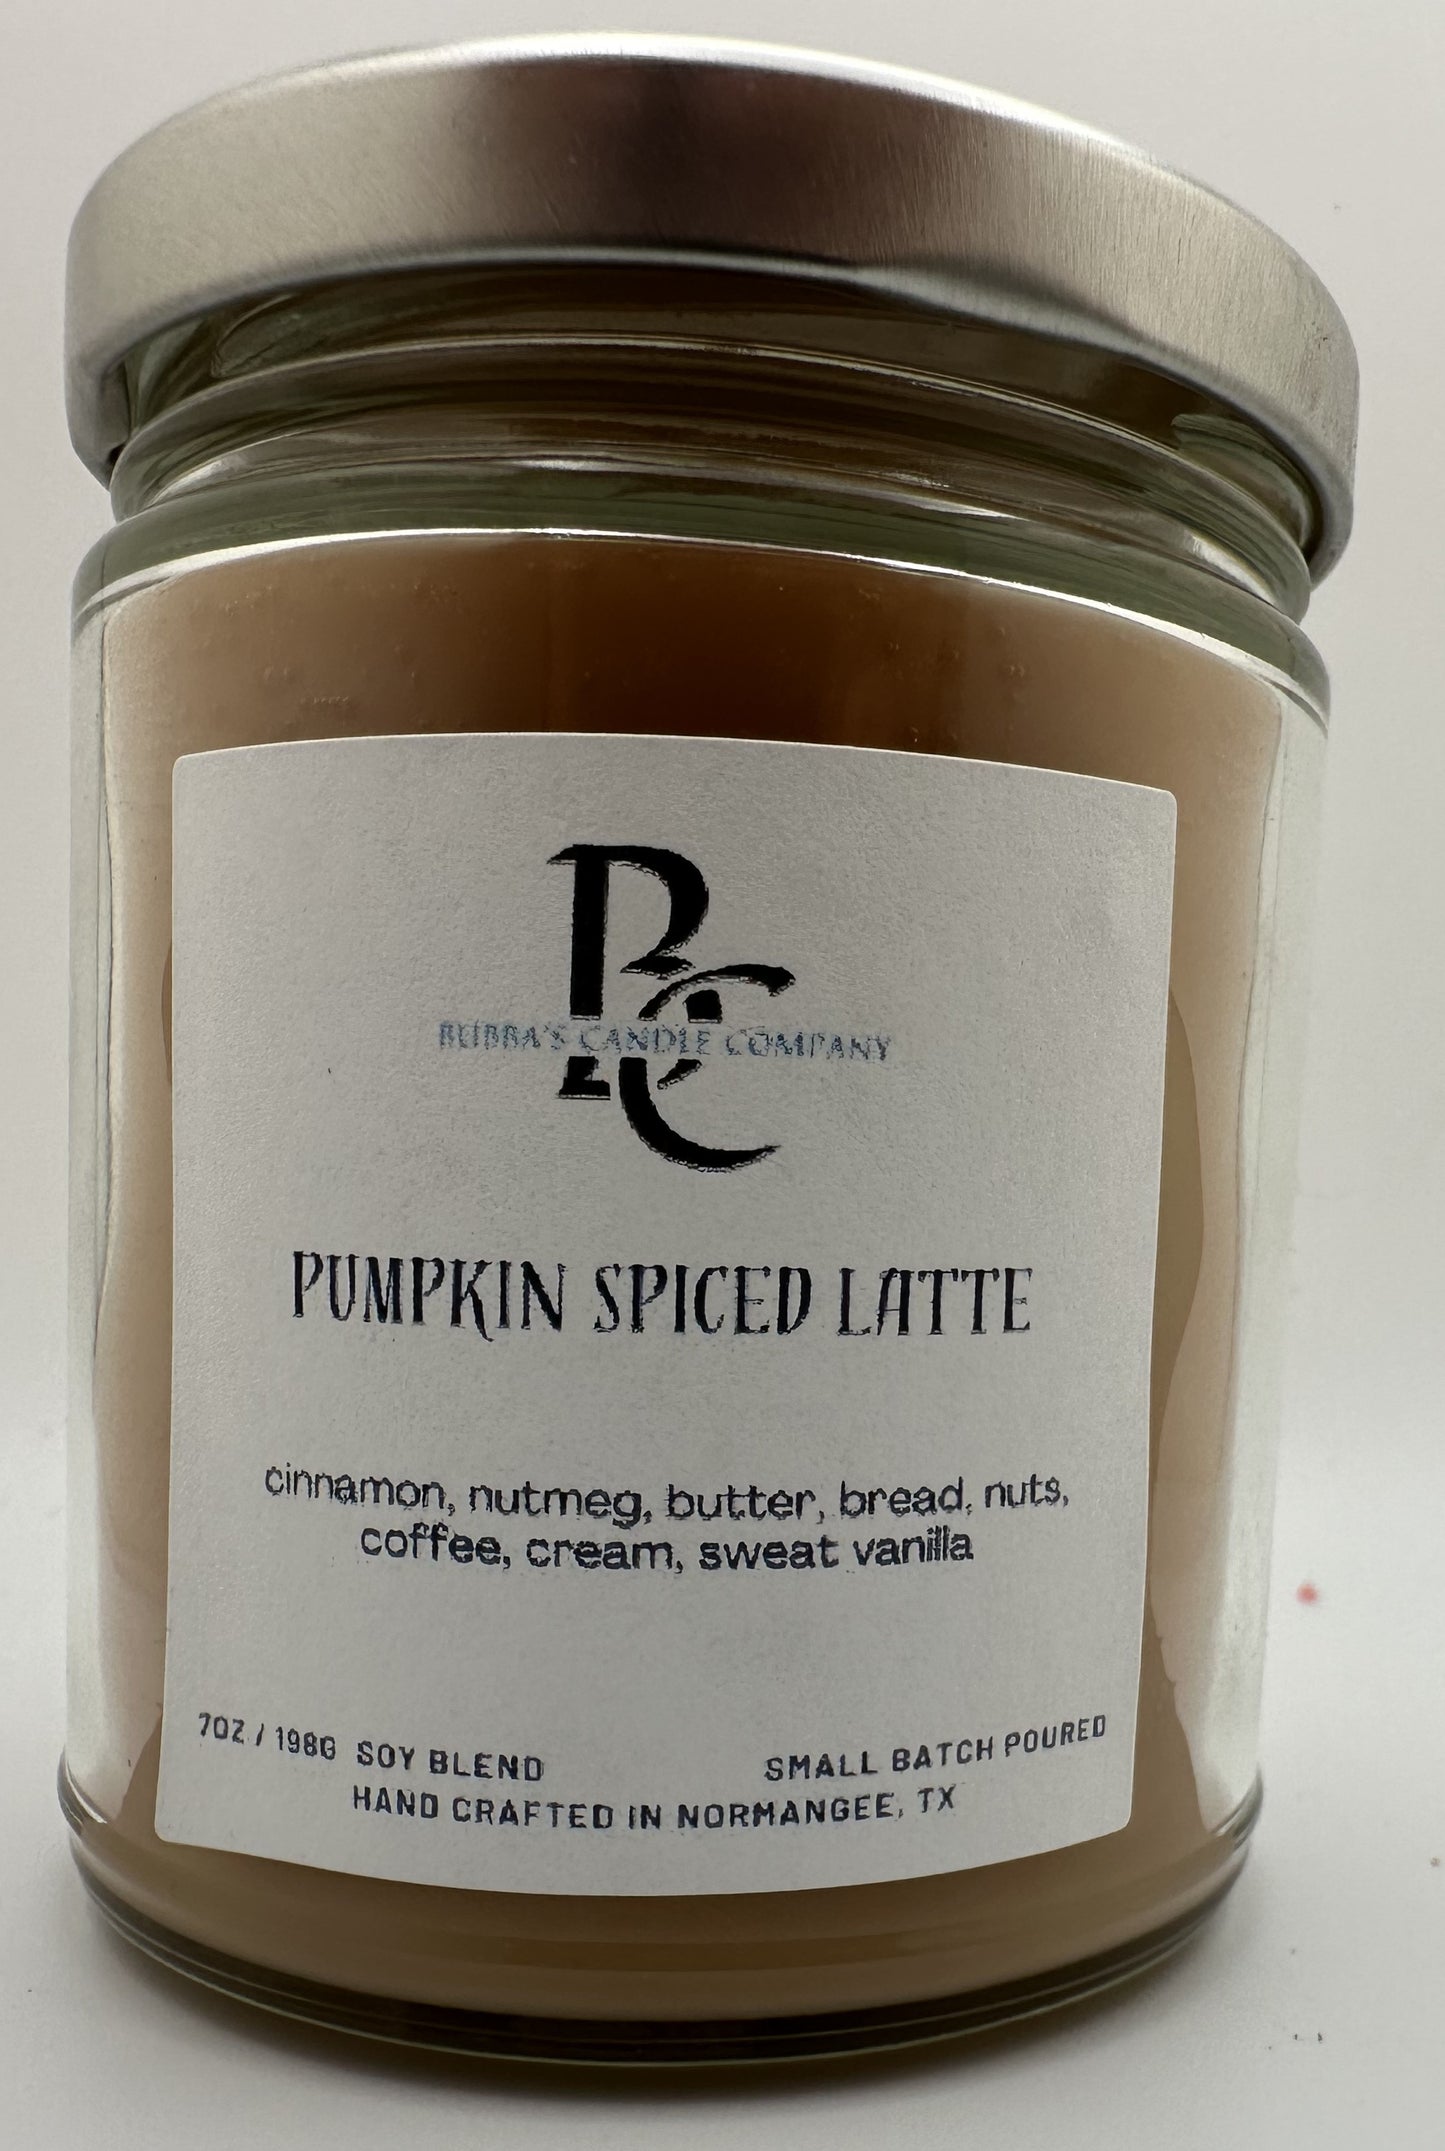 BC
BUBBA'S CANDLE COMPANY
PUMPKIN SPICED LATTE
cinnamon, nutmeg, butter, bread, nuts,
coffee, cream, sweat vanilla
7OZ / 198G SOY BLEND SMALL BATCH POURED
HAND CRAFTED IN NORMANGEE, TX